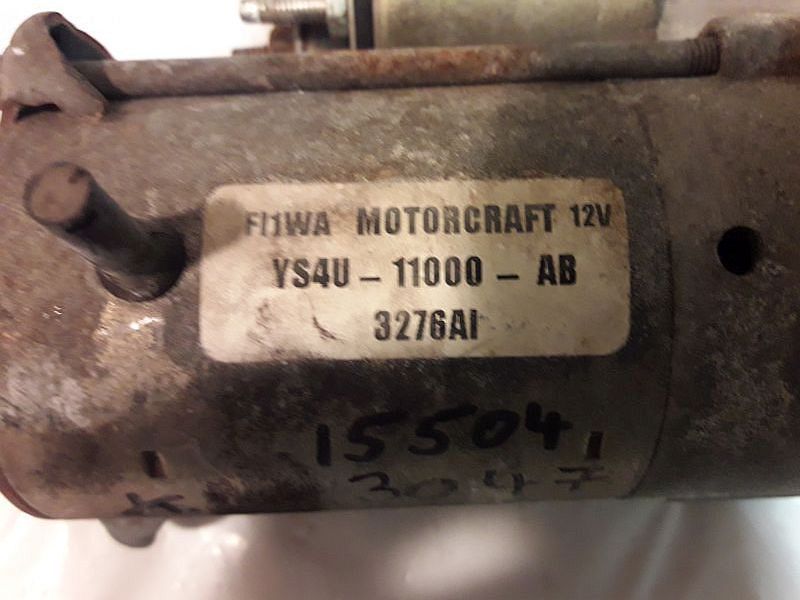 FI1WA MOTORCRAFT 12V
YS4U - 11000 - AB
3276AI
15504
3047
K.